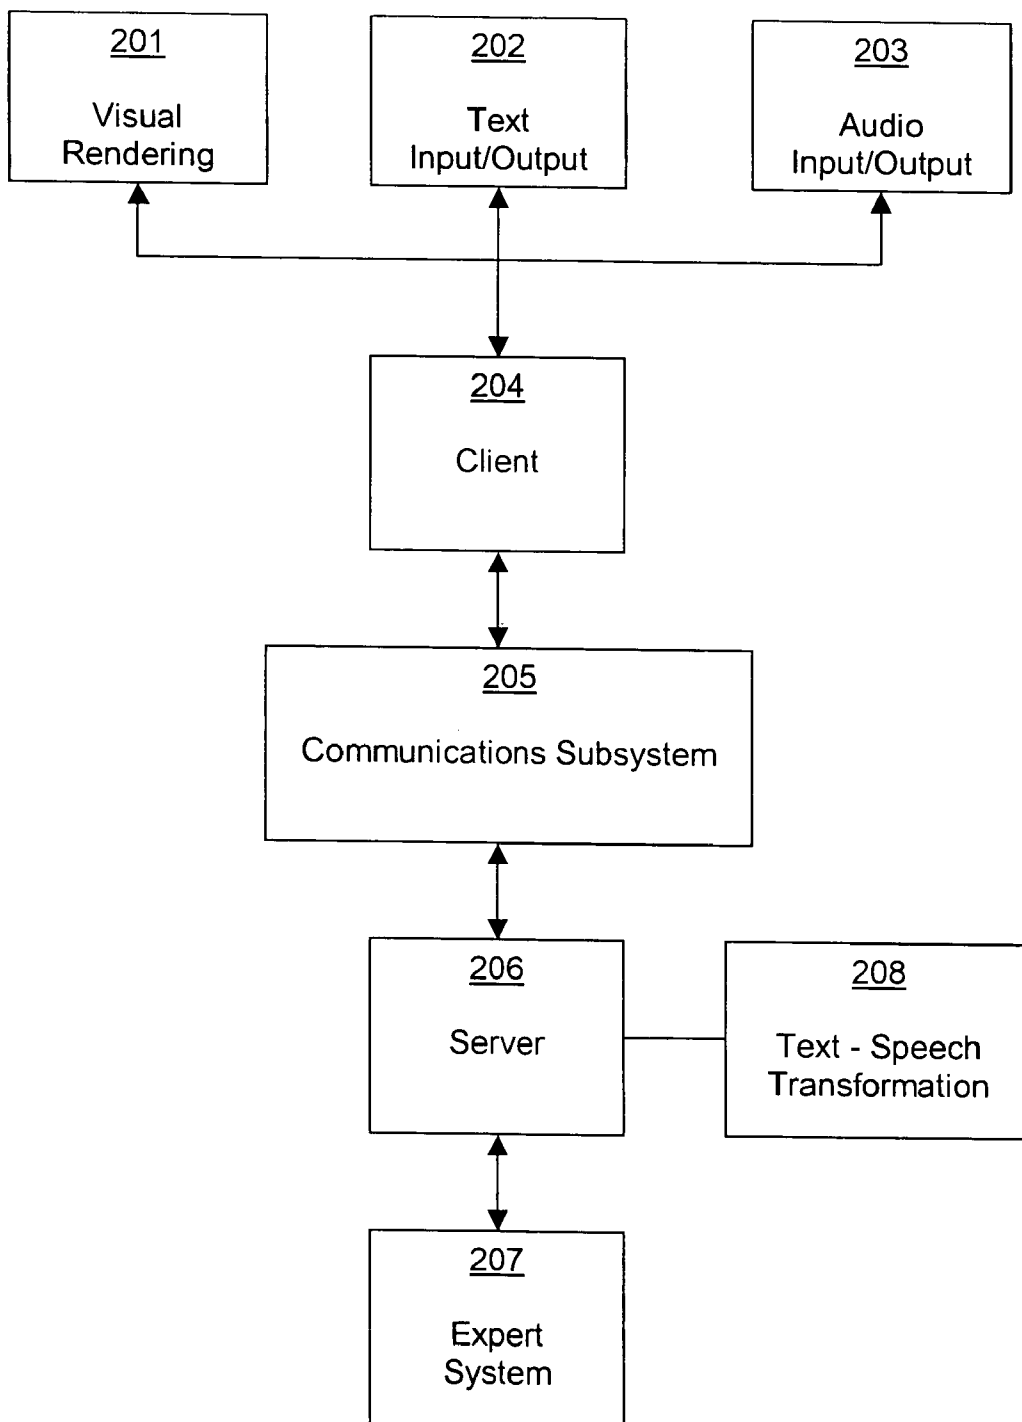 201
Visual
Rendering
202
Text
Input/Output
203
Audio
Input/Output
204
Client
205
Communications Subsystem
206
Server
208
Text - Speech
Transformation
207
Expert
System